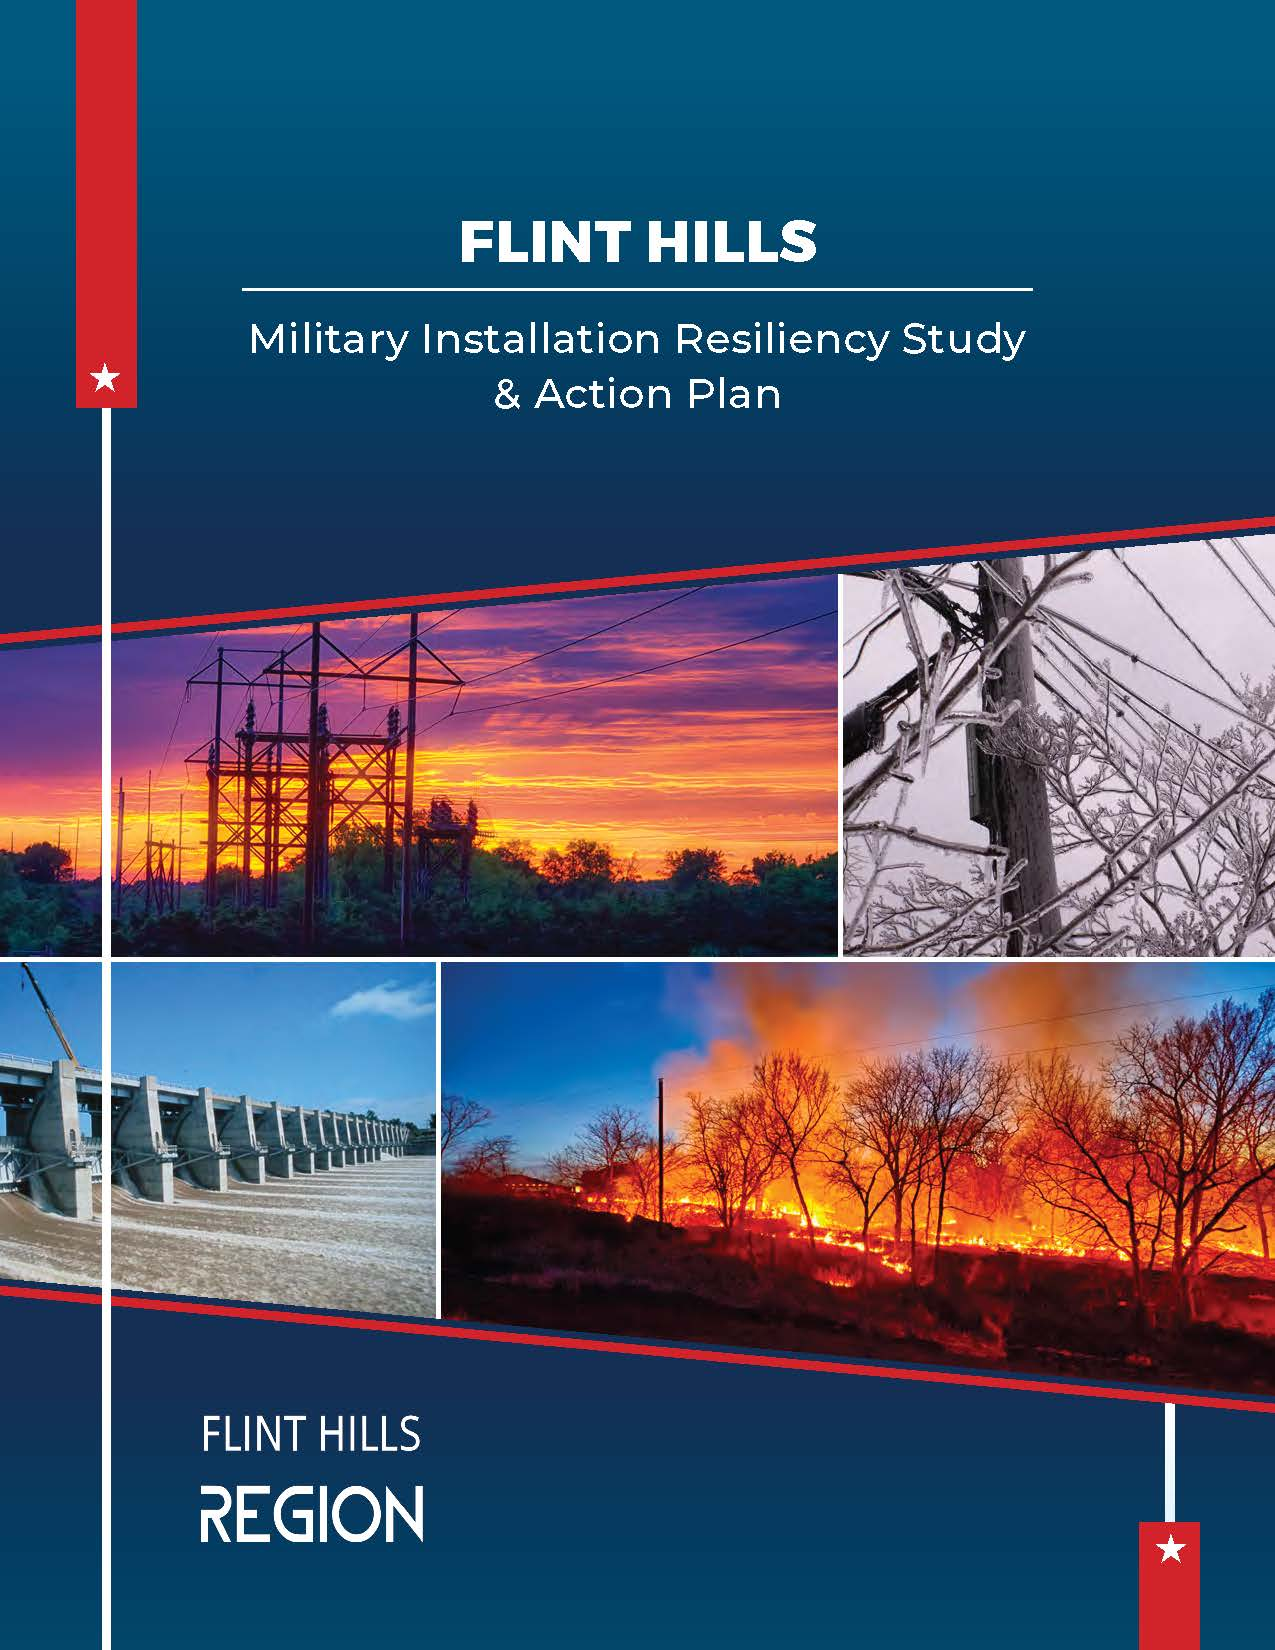 FLINT HILLS
Military Installation Resiliency Study
& Action Plan
FLINT HILLS
REGION